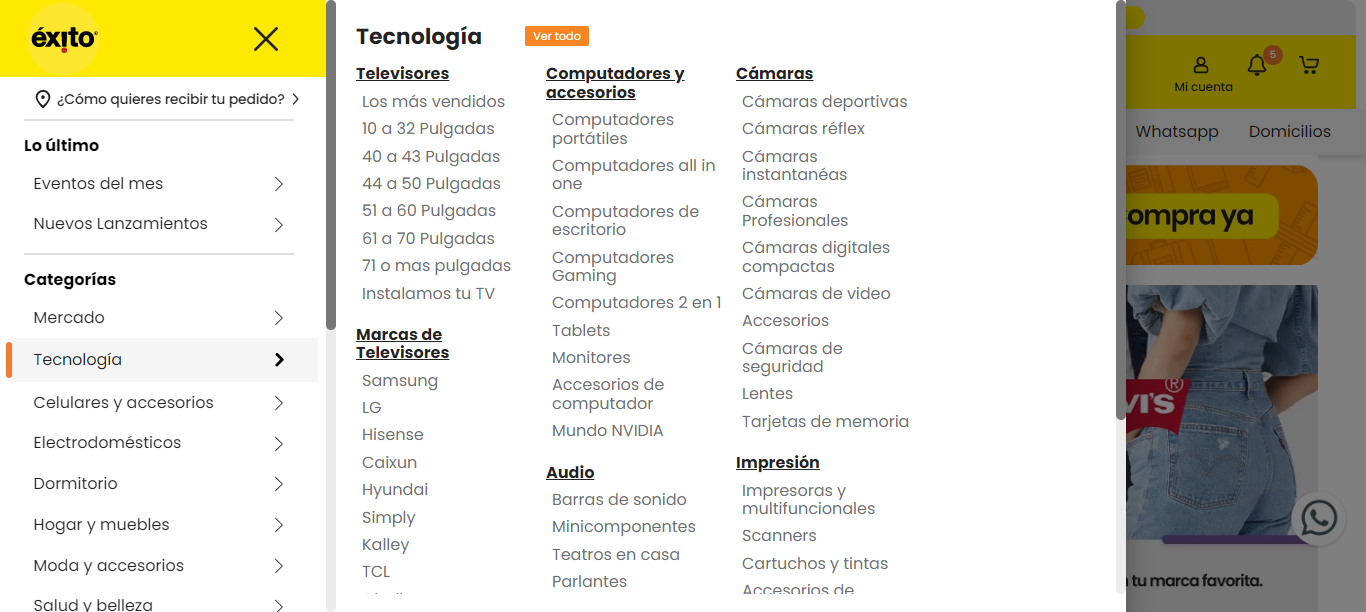 éxito
¿Cómo quieres recibir tu pedido?
Lo último
Eventos del mes
Nuevos Lanzamientos
Categorías
Mercado
Tecnología
Celulares y accesorios
Electrodomésticos
Dormitorio
Hogar y muebles
Moda y accesorios
Salud y belleza
Tecnología
Ver todo
Televisores
Los más vendidos
10 a 32 Pulgadas
40 a 43 Pulgadas
44 a 50 Pulgadas
51 a 60 Pulgadas
61 a 70 Pulgadas
71 o mas pulgadas
Instalamos tu TV
Marcas de
Televisores
Samsung
LG
Hisense
Caixun
Hyundai
Simply
Kalley
TCL
Computadores y
accesorios
Computadores
portátiles
Computadores all in
one
Computadores de
escritorio
Computadores
Gaming
Computadores 2 en 1
Tablets
Monitores
Accesorios de
computador
Mundo NVIDIA
Audio
Barras de sonido
Minicomponentes
Teatros en casa
Parlantes
Cámaras
Cámaras deportivas
Cámaras réflex
Cámaras
instantanéas
Cámaras
Profesionales
Cámaras digitales
compactas
Cámaras de video
Accesorios
Cámaras de
seguridad
Lentes
Tarjetas de memoria
Impresión
Impresoras y
multifuncionales
Scanners
Cartuchos y tintas
Accesorios de
5
Mi cuenta
Whatsapp
Domicilios
ompra ya
VI'S ®
n tu marca favorita.